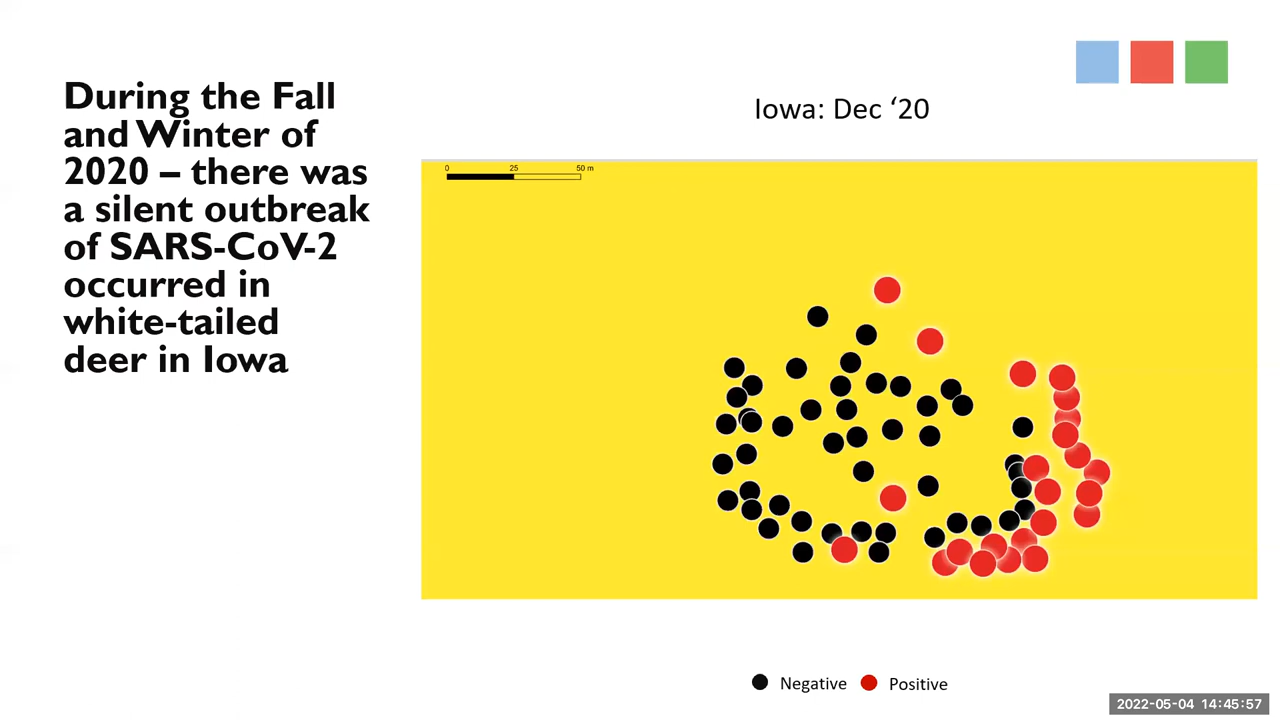 During the Fall
and Winter of
2020 – there was
a silent outbreak
of SARS-CoV-2
occurred in
white-tailed
deer in Iowa
Iowa: Dec ‘20
0 25 50 m
Negative Positive
2022-05-04 14:45:57